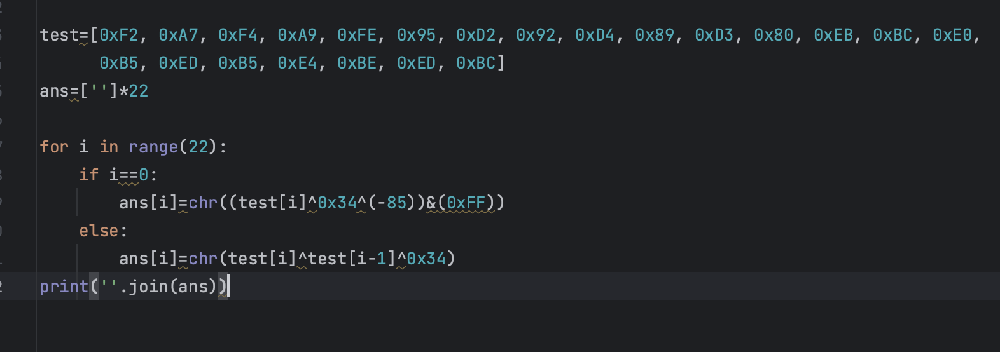 test=[0xF2, 0xA7, 0xF4, 0xA9, 0xFE, 0x95, 0xD2, 0x92, 0xD4, 0x89, 0xD3, 0x80, 0xEB, 0xBC, 0xE0,
      0xB5, 0xED, 0xB5, 0xE4, 0xBE, 0xED, 0xBC]
ans=['']*22
for i in range(22):
    if i==0:
        ans[i]=chr((test[i]^0x34^(-85))&(0xFF))
    else:
        ans[i]=chr(test[i]^test[i-1]^0x34)
print(''.join(ans))